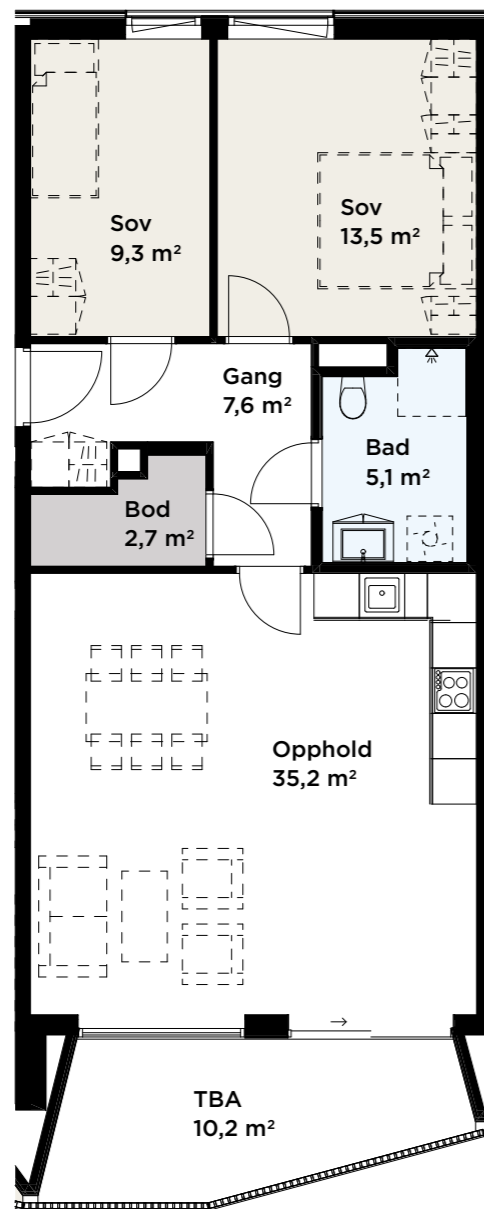 Sov
9,3 m²
Sov
13,5 m²
Gang
7,6 m²
Bad
5,1 m²
Bod
2,7 m²
Opphold
35,2 m²
TBA
10,2 m²